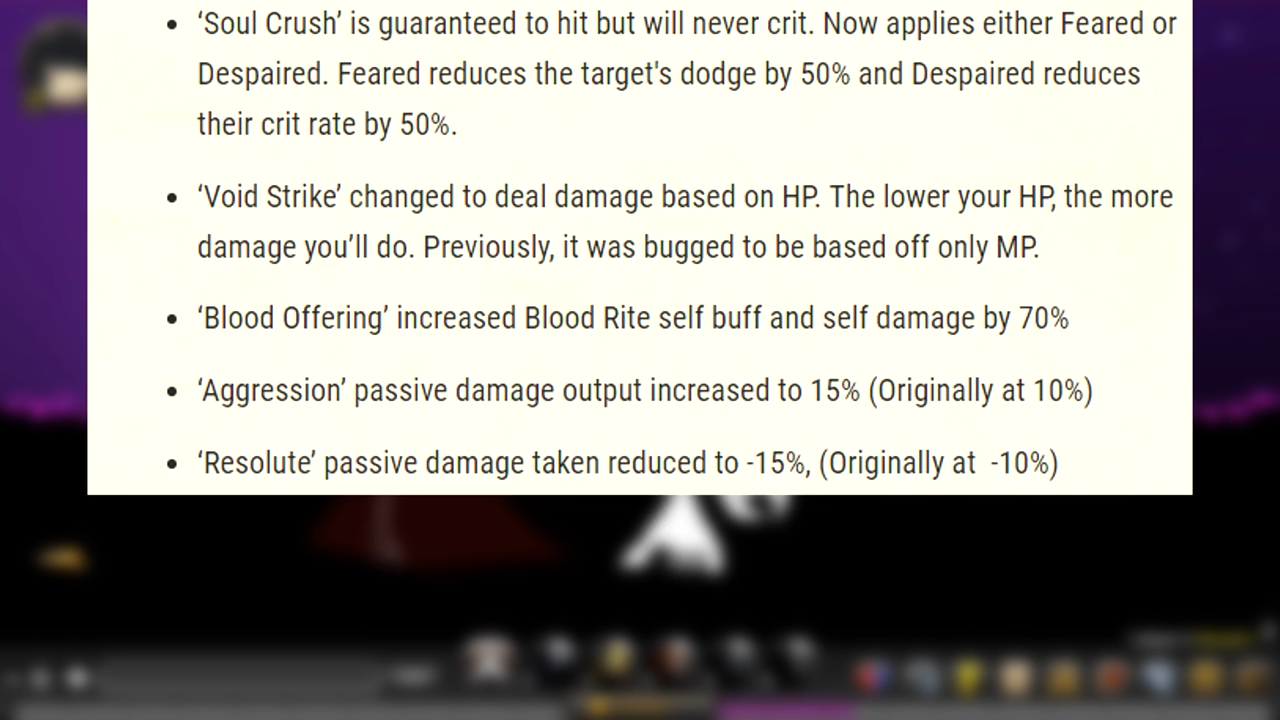 • ‘Soul Crush’ is guaranteed to hit but will never crit. Now applies either Feared or
Despaired. Feared reduces the target's dodge by 50% and Despaired reduces
their crit rate by 50%.
• ‘Void Strike’ changed to deal damage based on HP. The lower your HP, the more
damage you’ll do. Previously, it was bugged to be based off only MP.
• ‘Blood Offering’ increased Blood Rite self buff and self damage by 70%
• ‘Aggression’ passive damage output increased to 15% (Originally at 10%)
• ‘Resolute’ passive damage taken reduced to -15%, (Originally at  -10%)